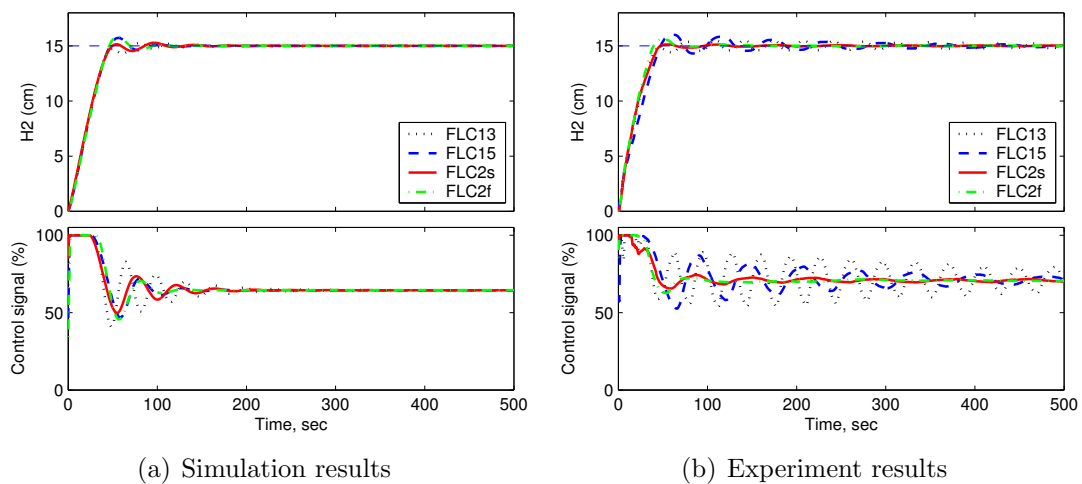 15
10
5
0
H2 (cm)
FLC13
FLC15
FLC2s
FLC2f
100
50
0
Control signal (%)
0 100 200 300 400 500
Time, sec
(a) Simulation results
15
10
5
0
H2 (cm)
FLC13
FLC15
FLC2s
FLC2f
100
50
0
Control signal (%)
0 100 200 300 400 500
Time, sec
(b) Experiment results